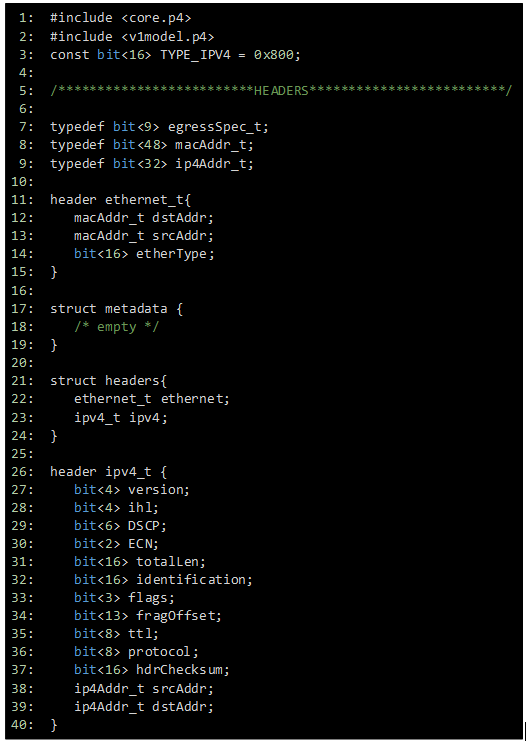 1: #include <core.p4>
2: #include <v1model.p4>
3: const bit<16> TYPE_IPV4 = 0x800;
4:
5: /*************************HEADERS*************************/
6:
7: typedef bit<9> egressSpec_t;
8: typedef bit<48> macAddr_t;
9: typedef bit<32> ip4Addr_t;
10:
11: header ethernet_t{
12:    macAddr_t dstAddr;
13:    macAddr_t srcAddr;
14:    bit<16> etherType;
15: }
16:
17: struct metadata {
18:    /* empty */
19: }
20:
21: struct headers{
22:    ethernet_t ethernet;
23:    ipv4_t ipv4;
24: }
25:
26: header ipv4_t {
27:    bit<4> version;
28:    bit<4> ihl;
29:    bit<6> DSCP;
30:    bit<2> ECN;
31:    bit<16> totalLen;
32:    bit<16> identification;
33:    bit<3> flags;
34:    bit<13> fragOffset;
35:    bit<8> ttl;
36:    bit<8> protocol;
37:    bit<16> hdrChecksum;
38:    ip4Addr_t srcAddr;
39:    ip4Addr_t dstAddr;
40: }